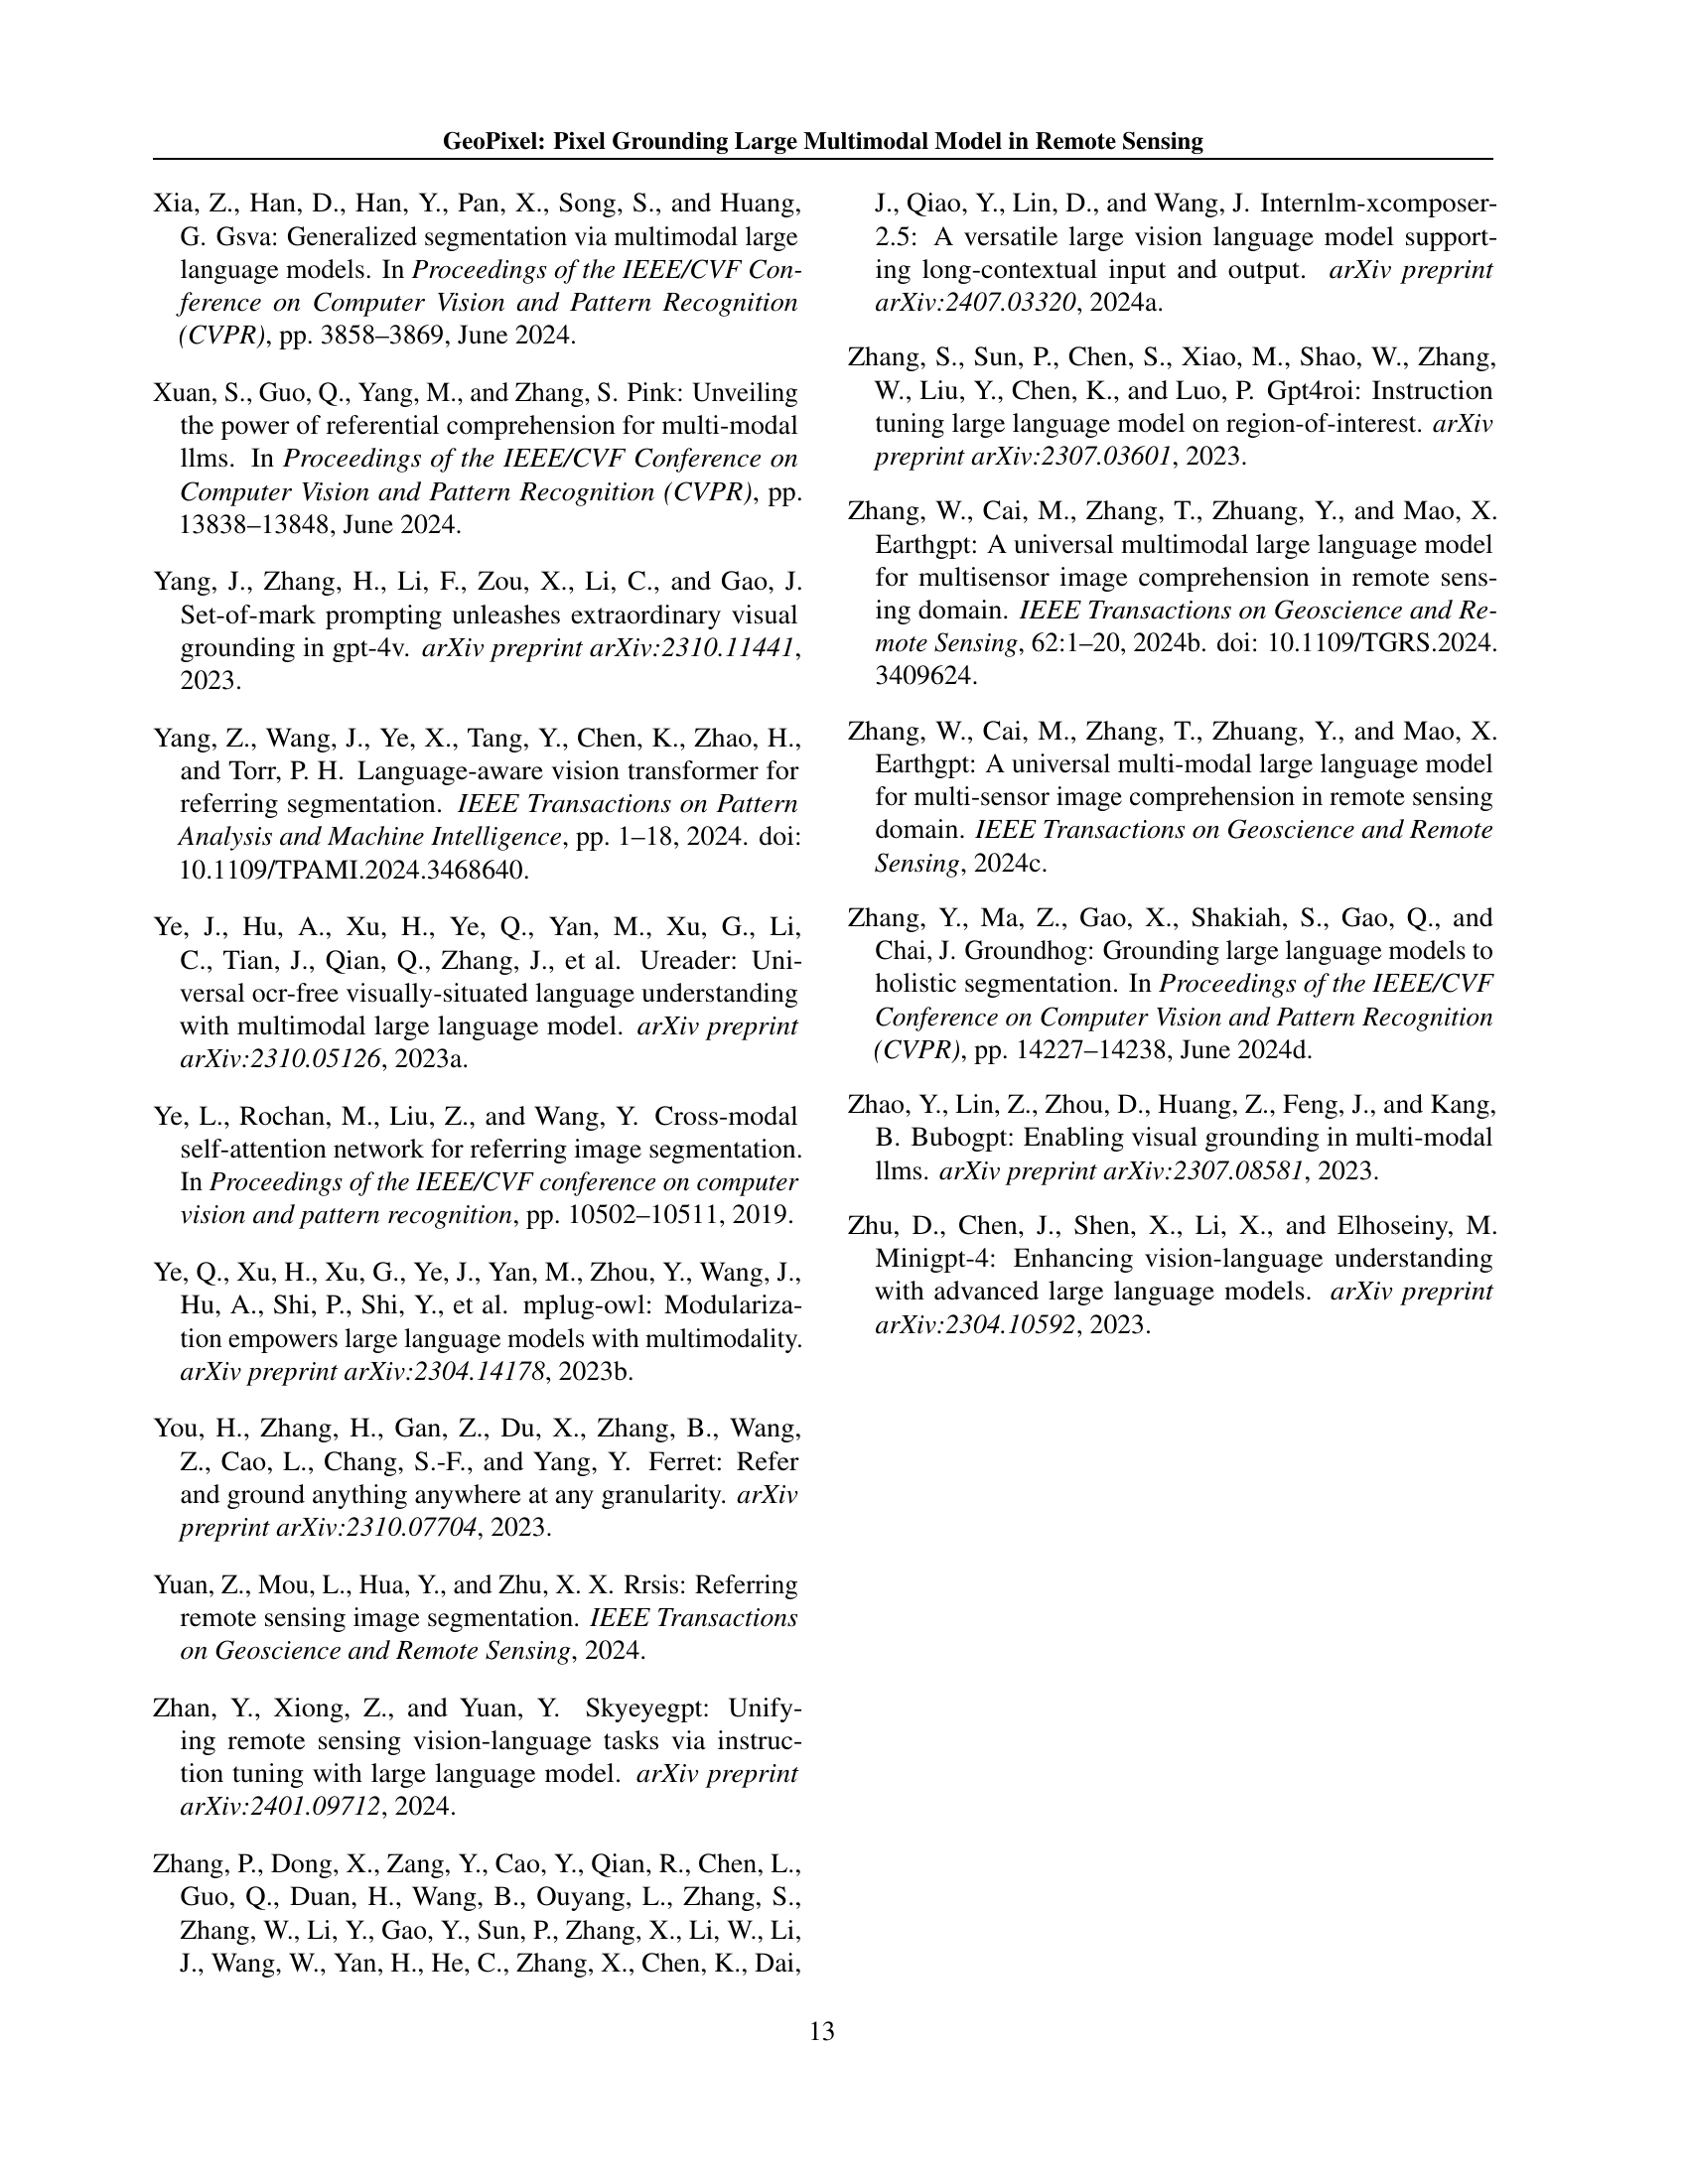 GeoPixel: Pixel Grounding Large Multimodal Model in Remote Sensing
Xia, Z., Han, D., Han, Y., Pan, X., Song, S., and Huang,
G. Gsva: Generalized segmentation via multimodal large
language models. In Proceedings of the IEEE/CVF Con-
ference on Computer Vision and Pattern Recognition
(CVPR), pp. 3858–3869, June 2024.
Xuan, S., Guo, Q., Yang, M., and Zhang, S. Pink: Unveiling
the power of referential comprehension for multi-modal
llms. In Proceedings of the IEEE/CVF Conference on
Computer Vision and Pattern Recognition (CVPR), pp.
13838–13848, June 2024.
Yang, J., Zhang, H., Li, F., Zou, X., Li, C., and Gao, J.
Set-of-mark prompting unleashes extraordinary visual
grounding in gpt-4v. arXiv preprint arXiv:2310.11441,
2023.
Yang, Z., Wang, J., Ye, X., Tang, Y., Chen, K., Zhao, H.,
and Torr, P. H. Language-aware vision transformer for
referring segmentation. IEEE Transactions on Pattern
Analysis and Machine Intelligence, pp. 1–18, 2024. doi:
10.1109/TPAMI.2024.3468640.
Ye, J., Hu, A., Xu, H., Ye, Q., Yan, M., Xu, G., Li,
C., Tian, J., Qian, Q., Zhang, J., et al. Ureader: Uni-
versal ocr-free visually-situated language understanding
with multimodal large language model. arXiv preprint
arXiv:2310.05126, 2023a.
Ye, L., Rochan, M., Liu, Z., and Wang, Y. Cross-modal
self-attention network for referring image segmentation.
In Proceedings of the IEEE/CVF conference on computer
vision and pattern recognition, pp. 10502–10511, 2019.
Ye, Q., Xu, H., Xu, G., Ye, J., Yan, M., Zhou, Y., Wang, J.,
Hu, A., Shi, P., Shi, Y., et al. mplug-owl: Modulariza-
tion empowers large language models with multimodality.
arXiv preprint arXiv:2304.14178, 2023b.
You, H., Zhang, H., Gan, Z., Du, X., Zhang, B., Wang,
Z., Cao, L., Chang, S.-F., and Yang, Y. Ferret: Refer
and ground anything anywhere at any granularity. arXiv
preprint arXiv:2310.07704, 2023.
Yuan, Z., Mou, L., Hua, Y., and Zhu, X. X. Rrsis: Referring
remote sensing image segmentation. IEEE Transactions
on Geoscience and Remote Sensing, 2024.
Zhan, Y., Xiong, Z., and Yuan, Y. Skyeyegpt: Unify-
ing remote sensing vision-language tasks via instruc-
tion tuning with large language model. arXiv preprint
arXiv:2401.09712, 2024.
Zhang, P., Dong, X., Zang, Y., Cao, Y., Qian, R., Chen, L.,
Guo, Q., Duan, H., Wang, B., Ouyang, L., Zhang, S.,
Zhang, W., Li, Y., Gao, Y., Sun, P., Zhang, X., Li, W., Li,
J., Wang, W., Yan, H., He, C., Zhang, X., Chen, K., Dai,
J., Qiao, Y., Lin, D., and Wang, J. Internlm-xcomposer-
2.5: A versatile large vision language model support-
ing long-contextual input and output. arXiv preprint
arXiv:2407.03320, 2024a.
Zhang, S., Sun, P., Chen, S., Xiao, M., Shao, W., Zhang,
W., Liu, Y., Chen, K., and Luo, P. Gpt4roi: Instruction
tuning large language model on region-of-interest. arXiv
preprint arXiv:2307.03601, 2023.
Zhang, W., Cai, M., Zhang, T., Zhuang, Y., and Mao, X.
Earthgpt: A universal multimodal large language model
for multisensor image comprehension in remote sens-
ing domain. IEEE Transactions on Geoscience and Re-
mote Sensing, 62:1–20, 2024b. doi: 10.1109/TGRS.2024.
3409624.
Zhang, W., Cai, M., Zhang, T., Zhuang, Y., and Mao, X.
Earthgpt: A universal multi-modal large language model
for multi-sensor image comprehension in remote sensing
domain. IEEE Transactions on Geoscience and Remote
Sensing, 2024c.
Zhang, Y., Ma, Z., Gao, X., Shakiah, S., Gao, Q., and
Chai, J. Groundhog: Grounding large language models to
holistic segmentation. In Proceedings of the IEEE/CVF
Conference on Computer Vision and Pattern Recognition
(CVPR), pp. 14227–14238, June 2024d.
Zhao, Y., Lin, Z., Zhou, D., Huang, Z., Feng, J., and Kang,
B. Bubogpt: Enabling visual grounding in multi-modal
llms. arXiv preprint arXiv:2307.08581, 2023.
Zhu, D., Chen, J., Shen, X., Li, X., and Elhoseiny, M.
Minigpt-4: Enhancing vision-language understanding
with advanced large language models. arXiv preprint
arXiv:2304.10592, 2023.
13